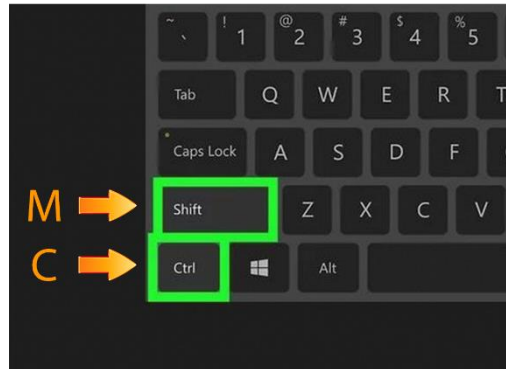 ~ ` ! 1 @ 2 # 3 $ 4 % 5
Tab Q W E R T
Caps Lock A S D F
M Shift Z X C V
C Ctrl Alt